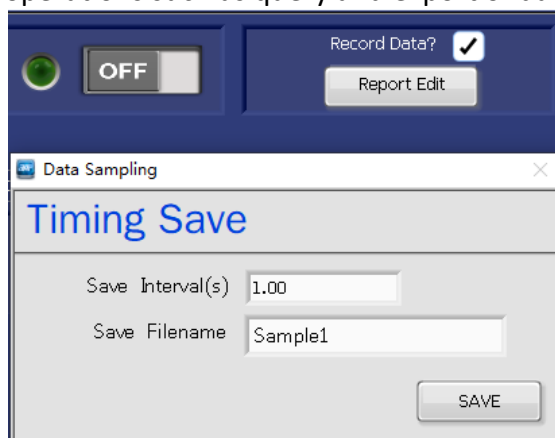 Record Data?
OFF
Report Edit
Data Sampling
Timing Save
Save Interval(s) 1.00
Save Filename Sample1
SAVE